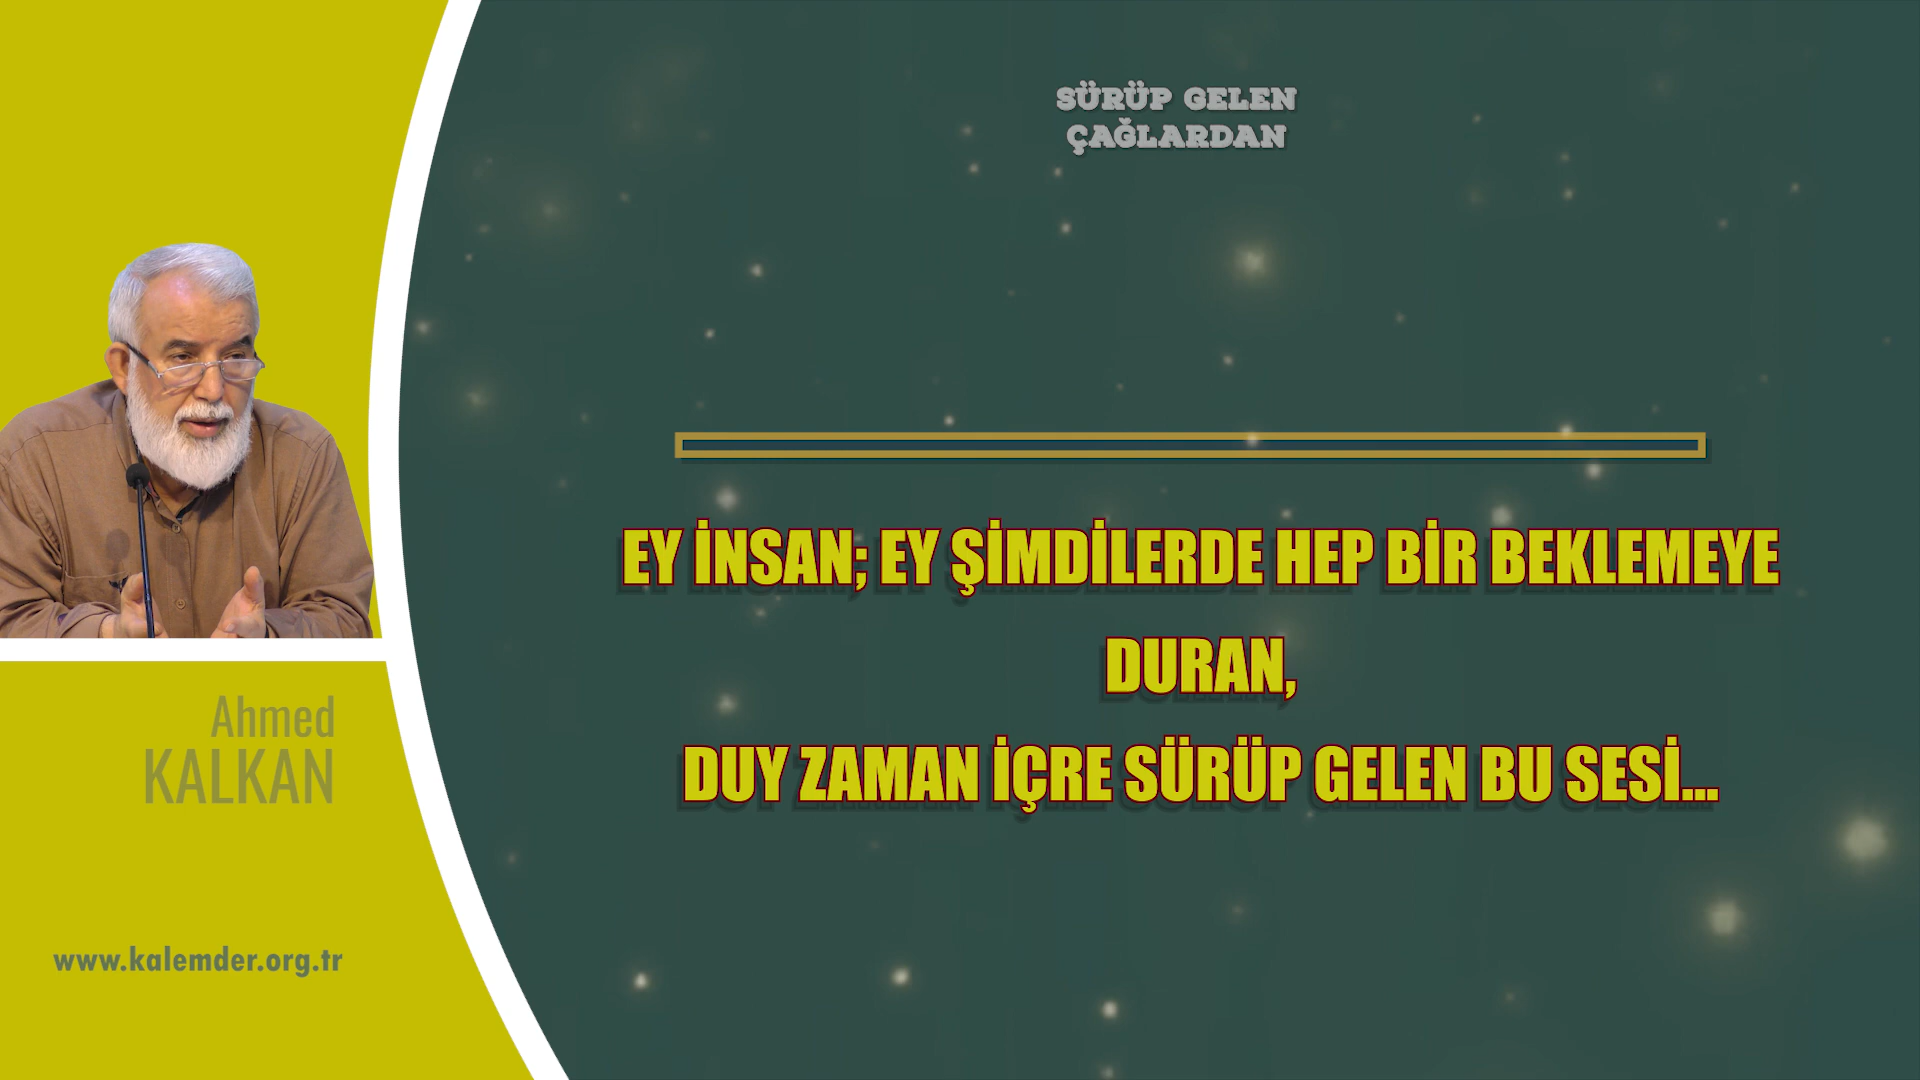 SÜRÜP GELEN
ÇAĞLARDAN
EY İNSAN; EY ŞİMDİLERDE HEP BİR BEKLEMEYE
DURAN,
DUY ZAMAN İÇRE SÜRÜP GELEN BU SESİ...
Ahmed
KALKAN
www.kalemder.org.tr